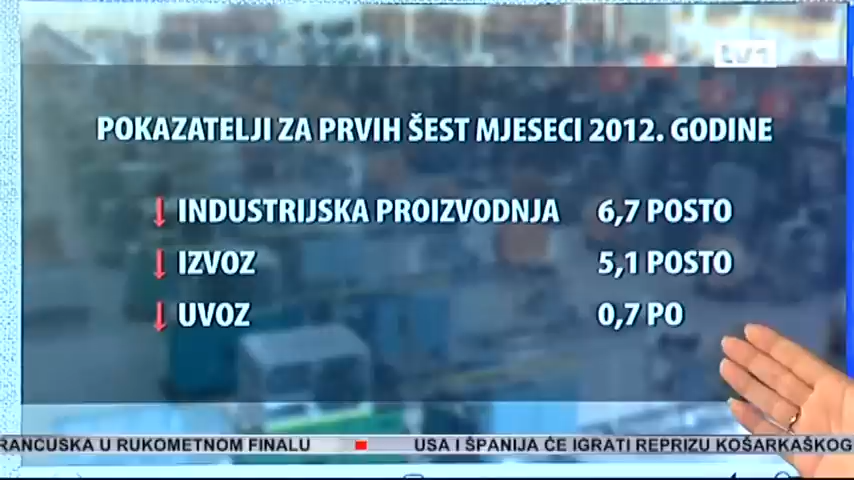 tv1
POKAZATELJI ZA PRVIH ŠEST MJESECI 2012. GODINE
INDUSTRIJSKA PROIZVODNJA 6,7 POSTO
IZVOZ 5,1 POSTO
UVOZ 0,7 PO
RANCUSKA U RUKOMETNOM FINALU USA I ŠPANIJA ĆE IGRATI REPRIZU KOŠARKAŠKOG